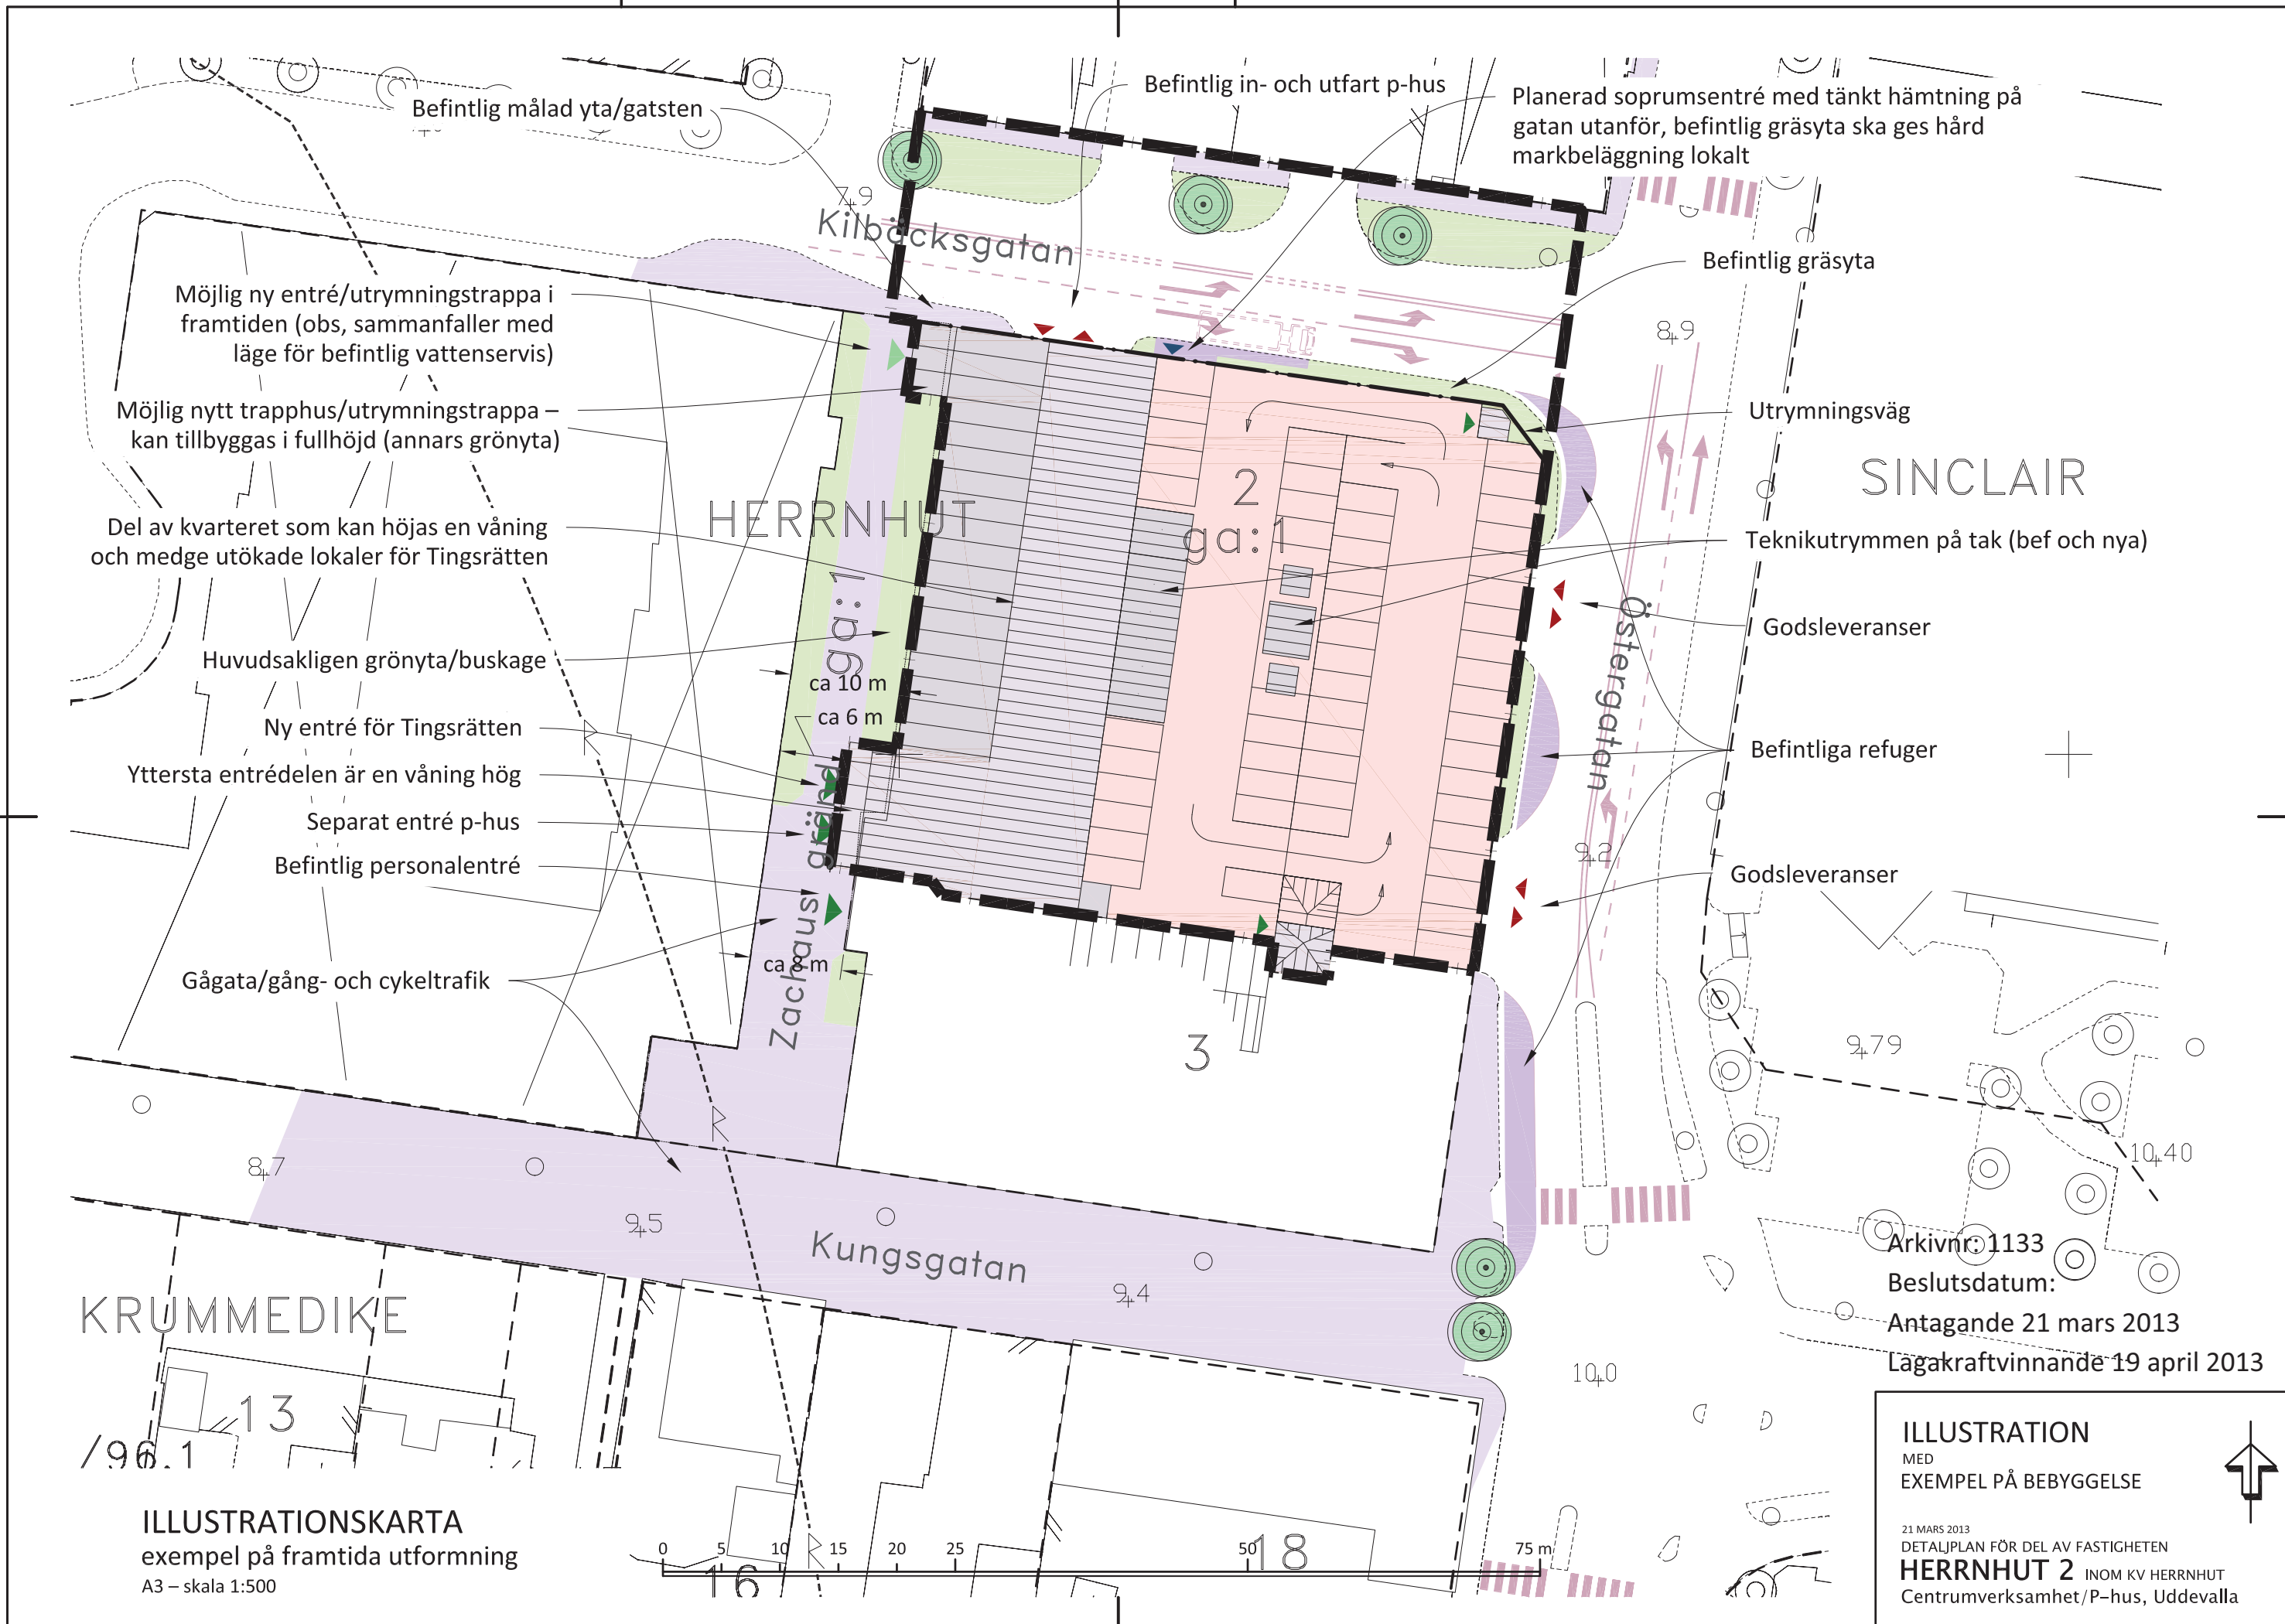 Befintlig målad yta/gatsten
Befintlig in- och utfart p-hus
Planerad soprumsentré med tänkt hämtning på
gatan utanför, befintlig gräsyta ska ges hård
markbeläggning lokalt
7,9
Kilbäcksgatan
Befintlig gräsyta
Möjlig ny entré/utrymningstrappa i
framtiden (obs, sammanfaller med
läge för befintlig vattenservis)
8,9
Möjlig nytt trapphus/utrymningstrappa –
kan tillbyggas i fullhöjd (annars grönyta)
Utrymningsväg
SINCLAIR
HERRNHUT
2
ga:1
Del av kvarteret som kan höjas en våning
och medge utökade lokaler för Tingsrätten
Teknikutrymmen på tak (bef och nya)
ga:1
Östergatan
Godsleveranser
Huvudsakligen grönyta/buskage
ca 10 m
ca 6 m
Ny entré för Tingsrätten
R
Befintliga refuger
Yttersta entrédelen är en våning hög
Separat entré p-hus
9,2
Befintlig personalentré
Godsleveranser
Zachaus gränd
ca 8 m
Gågata/gång- och cykeltrafik
3
9,79
R
8,7
10,40
9,5
Kungsgatan
9,4
Arkivnr: 1133
Beslutsdatum:
Antagande 21 mars 2013
Lagakraftvinnande 19 april 2013
KRUMMEDIKE
10,0
13
/96.1
ILLUSTRATION
MED
EXEMPEL PÅ BEBYGGELSE
ILLUSTRATIONSKARTA
exempel på framtida utformning
A3 – skala 1:500
0 5 10 15 20 25 50 75 m
R
16
18
21 MARS 2013
DETALJPLAN FÖR DEL AV FASTIGHETEN
HERRNHUT 2 INOM KV HERRNHUT
Centrumverksamhet/P-hus, Uddevalla